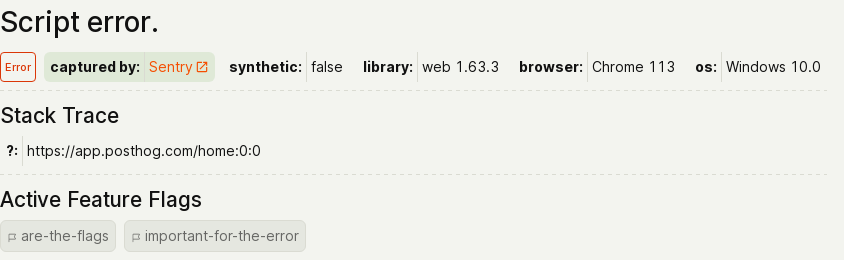 Script error.
Error captured by: Sentry synthetic: false library: web 1.63.3 browser: Chrome 113 os: Windows 10.0
Stack Trace
?: https://app.posthog.com/home:0:0
Active Feature Flags
are-the-flags important-for-the-error